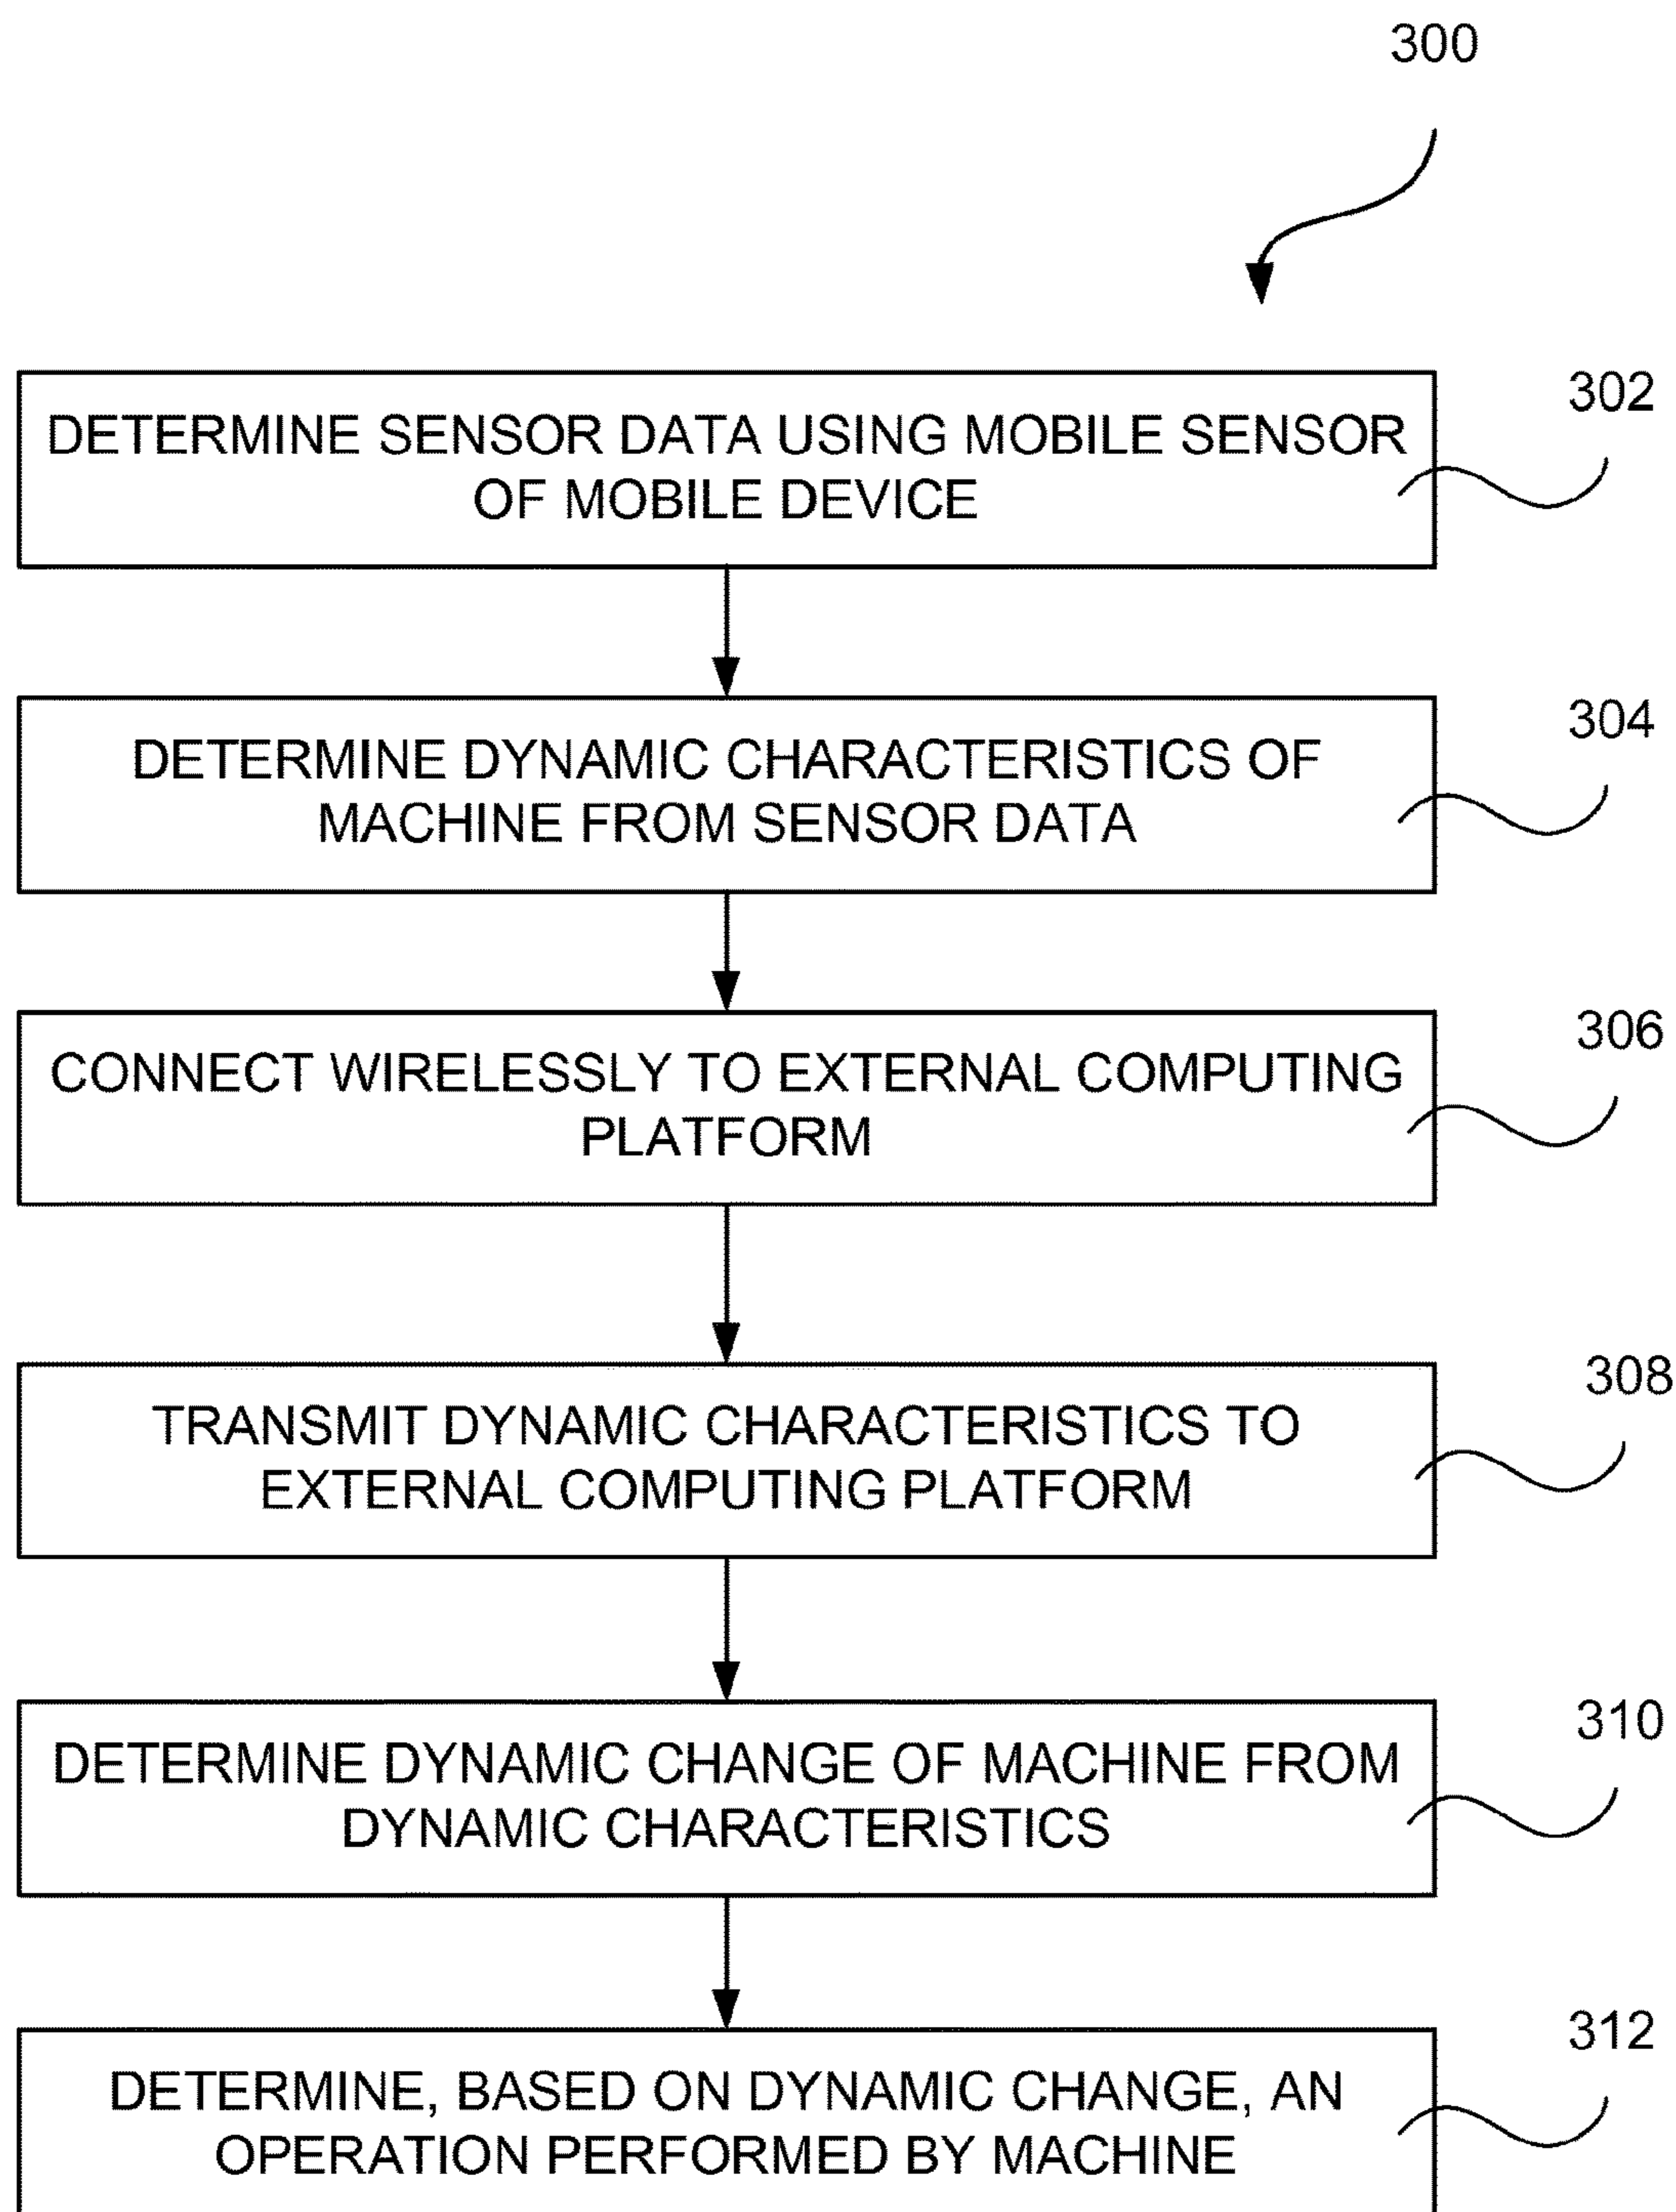 300
302
DETERMINE SENSOR DATA USING MOBILE SENSOR
OF MOBILE DEVICE
304
DETERMINE DYNAMIC CHARACTERISTICS OF
MACHINE FROM SENSOR DATA
306
CONNECT WIRELESSLY TO EXTERNAL COMPUTING
PLATFORM
308
TRANSMIT DYNAMIC CHARACTERISTICS TO
EXTERNAL COMPUTING PLATFORM
310
DETERMINE DYNAMIC CHANGE OF MACHINE FROM
DYNAMIC CHARACTERISTICS
312
DETERMINE, BASED ON DYNAMIC CHANGE, AN
OPERATION PERFORMED BY MACHINE